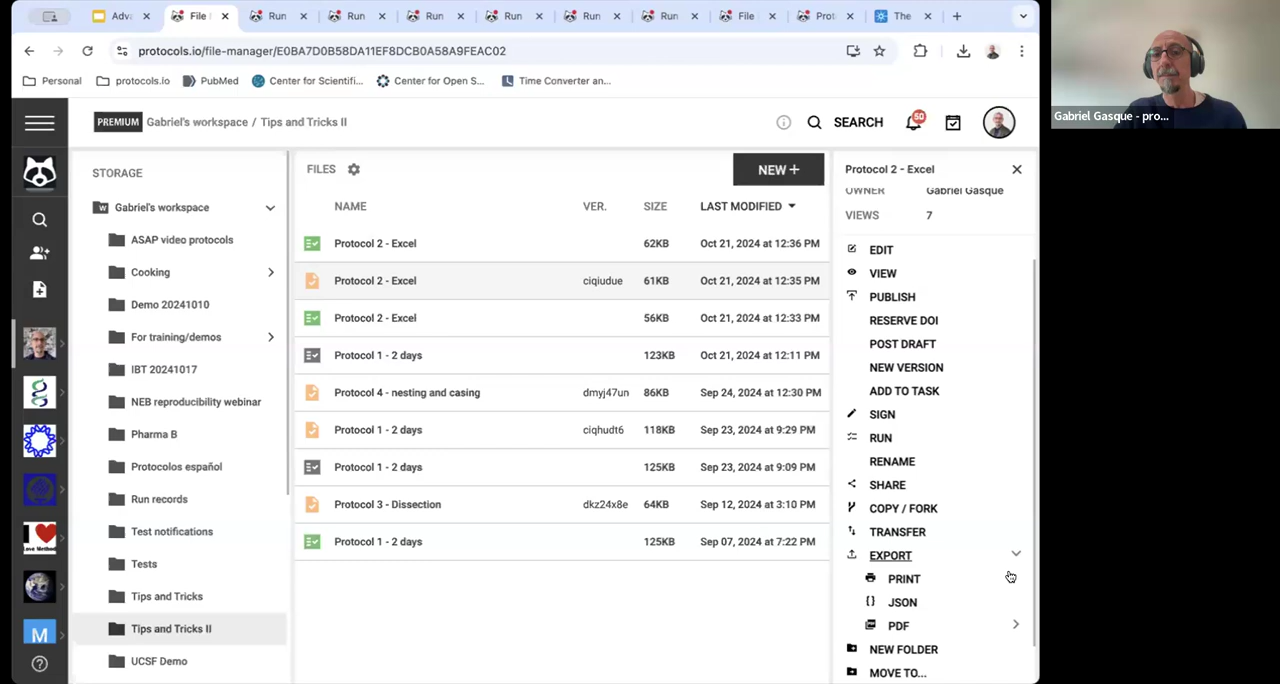 Adva
File
Run
Run
Run
Run
Run
Run
File
Prot
The
protocols.io/file-manager/E0BA7D0B58DA11EF8DCB0A58A9FEAC02
Personal
protocols.io
PubMed
Center for Scientifi...
Center for Open S...
Time Converter an...
PREMIUM Gabriel's workspace / Tips and Tricks II
SEARCH
50
STORAGE
Gabriel's workspace
ASAP video protocols
Cooking
Demo 20241010
For training/demos
IBT 20241017
NEB reproducibility webinar
Pharma B
Protocolos español
Run records
Test notifications
Tests
Tips and Tricks
Tips and Tricks II
UCSF Demo
Love Method
M
FILES
NEW +
NAME VER. SIZE LAST MODIFIED
Protocol 2 - Excel 62KB Oct 21, 2024 at 12:36 PM
Protocol 2 - Excel ciqiudue 61KB Oct 21, 2024 at 12:35 PM
Protocol 2 - Excel 56KB Oct 21, 2024 at 12:33 PM
Protocol 1 - 2 days 123KB Oct 21, 2024 at 12:11 PM
Protocol 4 - nesting and casing dmyj47un 86KB Sep 24, 2024 at 12:30 PM
Protocol 1 - 2 days ciqhudt6 118KB Sep 23, 2024 at 9:29 PM
Protocol 1 - 2 days 125KB Sep 23, 2024 at 9:09 PM
Protocol 3 - Dissection dkz24x8e 64KB Sep 12, 2024 at 3:10 PM
Protocol 1 - 2 days 125KB Sep 07, 2024 at 7:22 PM
Protocol 2 - Excel
OWNER Gabriel Gasque
VIEWS 7
EDIT
VIEW
PUBLISH
RESERVE DOI
POST DRAFT
NEW VERSION
ADD TO TASK
SIGN
RUN
RENAME
SHARE
COPY / FORK
TRANSFER
EXPORT
PRINT
JSON
PDF
NEW FOLDER
MOVE TO...
Gabriel Gasque - pro...